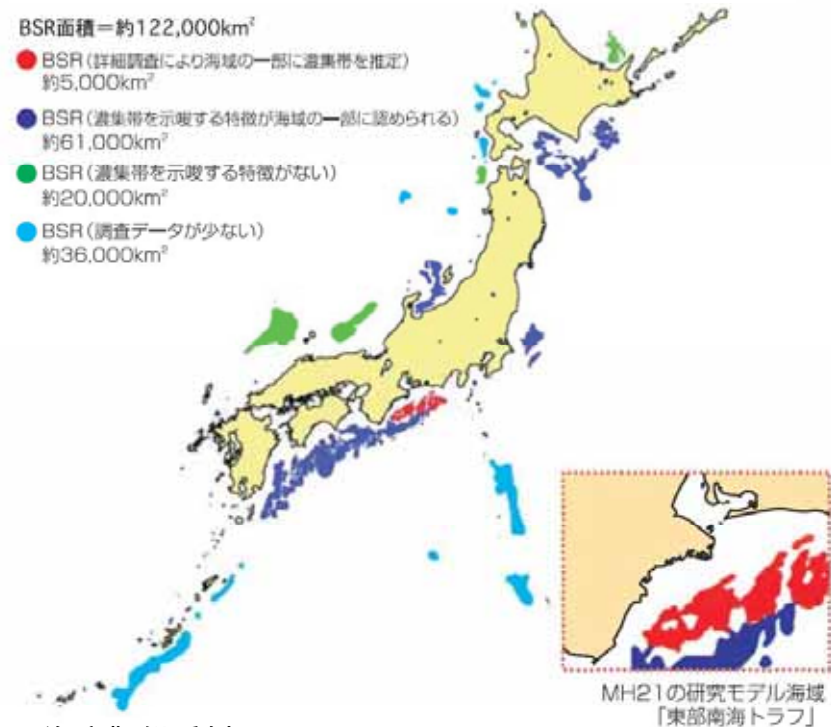 BSR面積＝約122,000km²
BSR（詳細調査により海域の一部に濃集帯を推定）
約5,000km²
BSR（濃集帯を示唆する特徴が海域の一部に認められる）
約61,000km²
BSR（濃集帯を示唆する特徴がない）
約20,000km²
BSR（調査データが少ない）
約36,000km²
MH21の研究モデル海域
「東部南海トラフ」